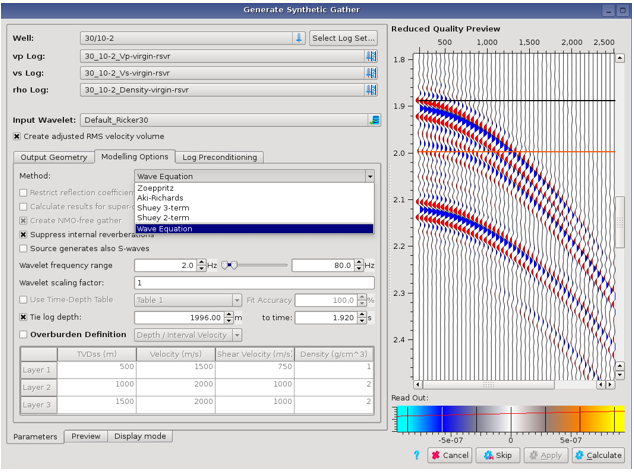 Generate Synthetic Gather
Well: 30/10-2 Select Log Set...
vp Log: 30_10-2_Vp-virgin-rsvr
vs Log: 30_10-2_Vs-virgin-rsvr
rho Log: 30_10-2_Density-virgin-rsvr
Input Wavelet: Default_Ricker30
Create adjusted RMS velocity volume
Output Geometry Modelling Options Log Preconditioning
Method: Wave Equation
Zoeppritz
Aki-Richards
Shuey 3-term
Shuey 2-term
Wave Equation
Restrict reflection coefficien
Calculate results for super-c
Create NMO-free gather
Suppress internal reverberations
Source generates also S-waves
Wavelet frequency range 2.0 Hz 80.0 Hz
Wavelet scaling factor: 1
Use Time-Depth Table Table 1 Fit Accuracy 100.0 %
Tie log depth: 1996.00 m to time: 1.920 s
Overburden Definition Depth / Interval Velocity
TVDss (m) Velocity (m/s) Shear Velocity (m/s) Density (g/cm^3)
Layer 1 500 1500 750 1
Layer 2 1000 2000 1000 2
Layer 3 1500 2000 1000 2
Parameters Preview Display mode
Reduced Quality Preview
500 1,000 1,500 2,000 2,500
1.8
1.9
2.0
2.1
2.2
2.3
2.4
Read Out:
-5e-07 0 5e-07
? Cancel Skip Apply Calculate